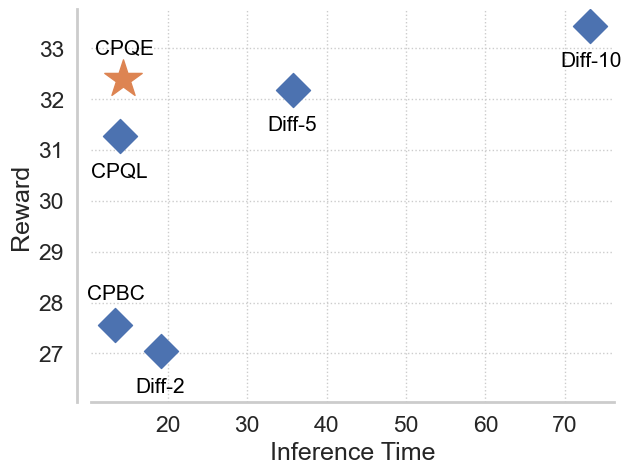 33
32
31
30
29
28
27
Reward
CPQE
CPQL
CPBC
Diff-2
Diff-5
Diff-10
20
30
40
50
60
70
Inference Time